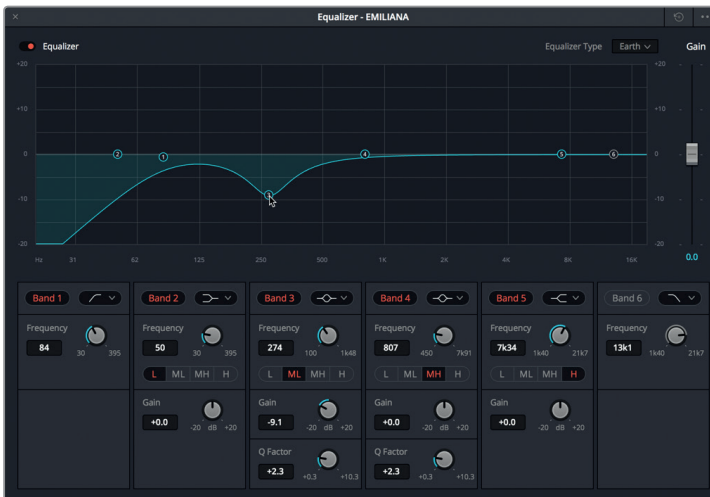 Equalizer - EMILIANA
Equalizer
Equalizer Type
Earth
Gain
+20
+20
+10
+10
0
0
-10
-10
-20
-20
1
2
3
4
5
6
Hz 31 62 125 250 500 1K 2K 4K 8K 16K
0.0
Band 1
Band 2
Band 3
Band 4
Band 5
Band 6
Frequency
84
30 395
Frequency
50
30 395
L ML MH H
Frequency
274
100 1k48
L ML MH H
Frequency
807
450 7k91
L ML MH H
Frequency
7k34
1k40 21k7
L ML MH H
Frequency
13k1
1k40 21k7
Gain
+0.0
-20 dB +20
Gain
-9.1
-20 dB +20
Gain
+0.0
-20 dB +20
Gain
+0.0
-20 dB +20
Q Factor
+2.3
+0.3 +10.3
Q Factor
+2.3
+0.3 +10.3